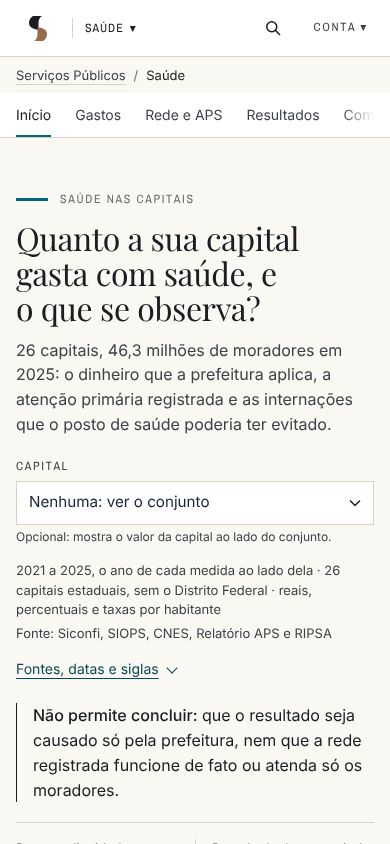 SAÚDE ▾
CONTA ▾
Serviços Públicos / Saúde
Início Gastos Rede e APS Resultados Com
SAÚDE NAS CAPITAIS
Quanto a sua capital
gasta com saúde, e
o que se observa?
26 capitais, 46,3 milhões de moradores em
2025: o dinheiro que a prefeitura aplica, a
atenção primária registrada e as internações
que o posto de saúde poderia ter evitado.
CAPITAL
Nenhuma: ver o conjunto
Opcional: mostra o valor da capital ao lado do conjunto.
2021 a 2025, o ano de cada medida ao lado dela · 26
capitais estaduais, sem o Distrito Federal · reais,
percentuais e taxas por habitante
Fonte: Siconfi, SIOPS, CNES, Relatório APS e RIPSA
Fontes, datas e siglas
Não permite concluir: que o resultado seja
causado só pela prefeitura, nem que a rede
registrada funcione de fato ou atenda só os
moradores.